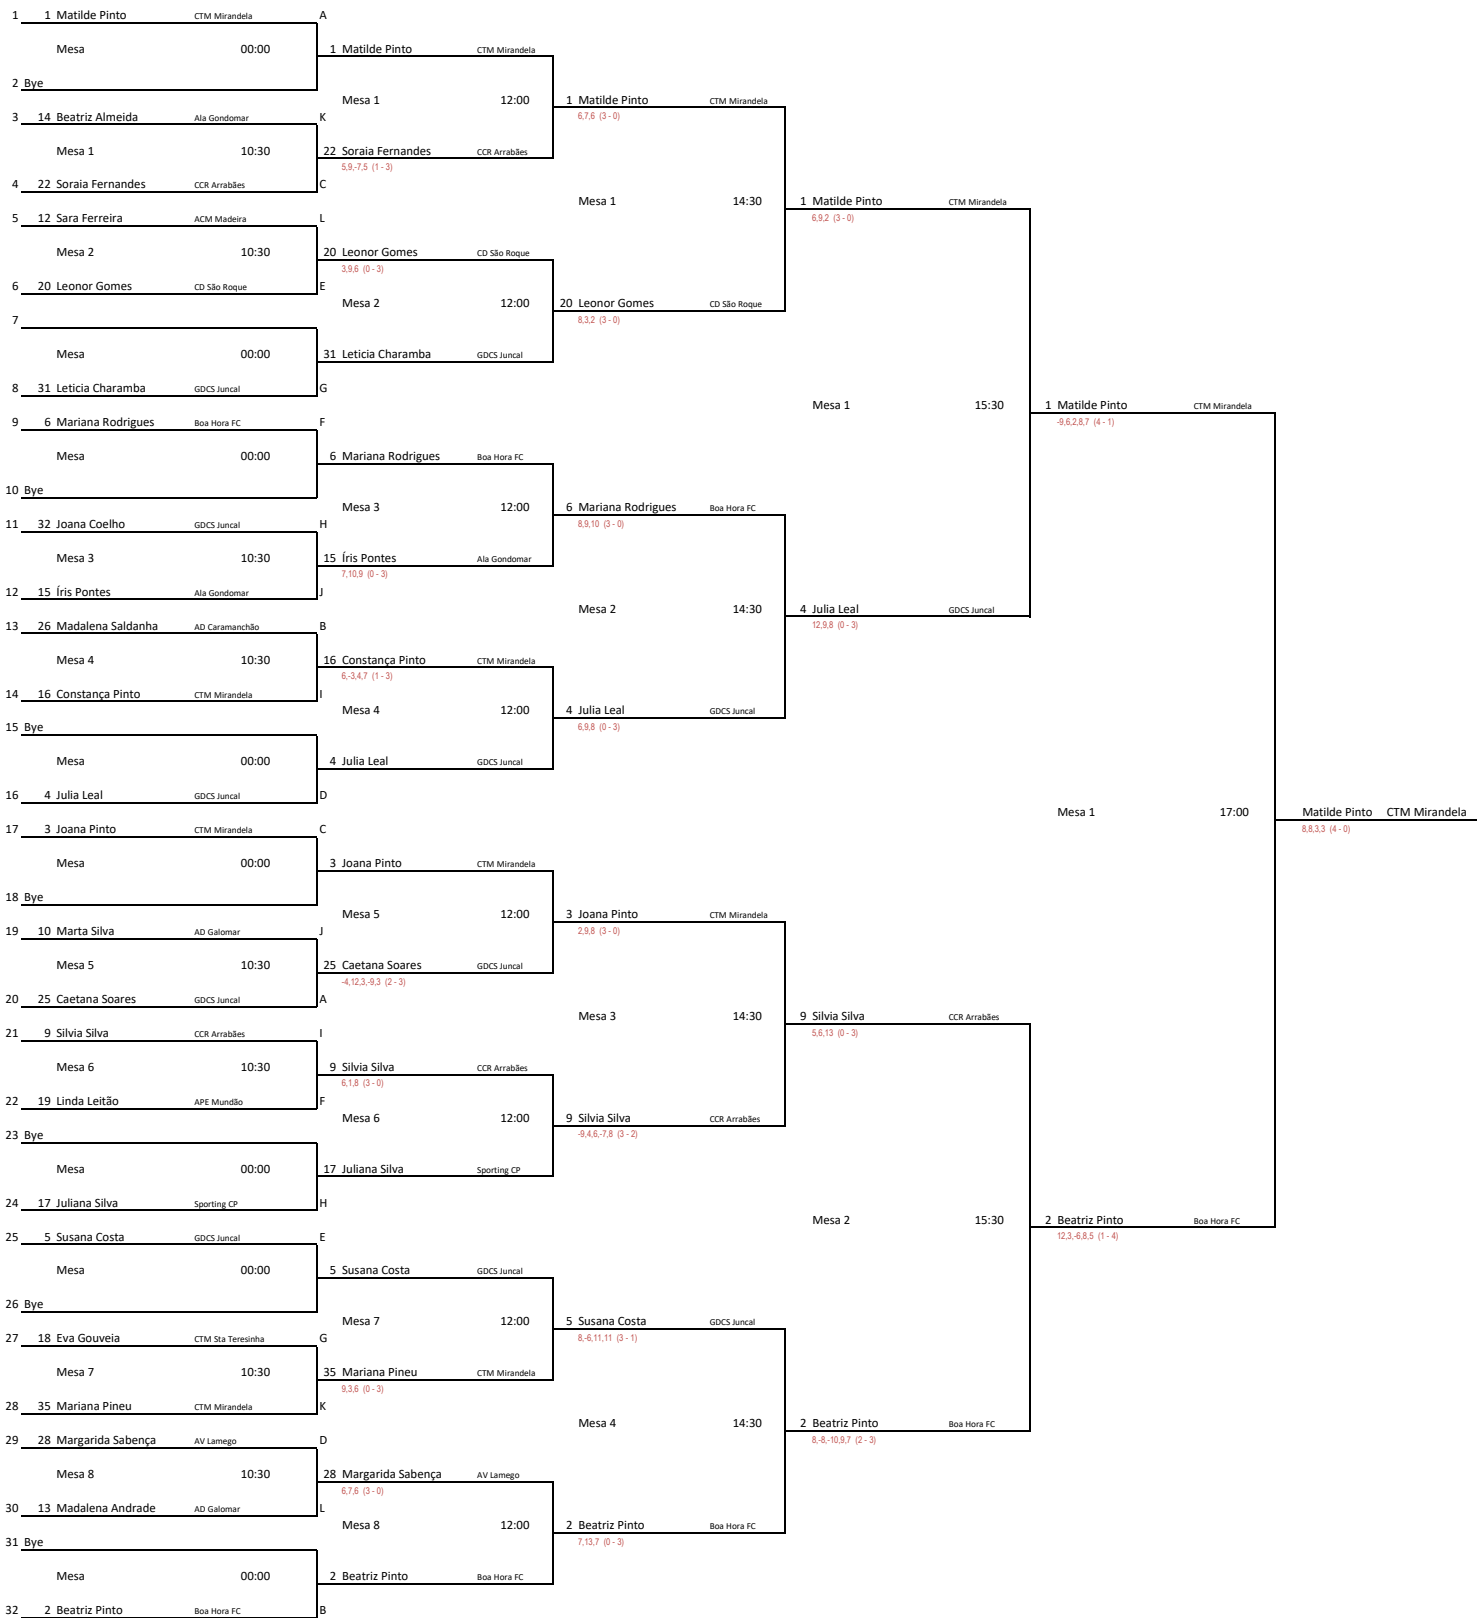 1 1 Matilde Pinto CTM Mirandela A
Mesa 00:00 1 Matilde Pinto CTM Mirandela
2 Bye
Mesa 1 12:00 1 Matilde Pinto CTM Mirandela
6,7,6 (3 - 0)
3 14 Beatriz Almeida Ala Gondomar K
Mesa 1 10:30 22 Soraia Fernandes CCR Arrabães
5,9,-7,5 (1 - 3)
4 22 Soraia Fernandes CCR Arrabães C
Mesa 1 14:30 1 Matilde Pinto CTM Mirandela
6,9,2 (3 - 0)
5 12 Sara Ferreira ACM Madeira L
Mesa 2 10:30 20 Leonor Gomes CD São Roque
3,9,6 (0 - 3)
6 20 Leonor Gomes CD São Roque E
Mesa 2 12:00 20 Leonor Gomes CD São Roque
8,3,2 (3 - 0)
7
Mesa 00:00 31 Leticia Charamba GDCS Juncal
8 31 Leticia Charamba GDCS Juncal G
Mesa 1 15:30 1 Matilde Pinto CTM Mirandela
-9,6,2,8,7 (4 - 1)
9 6 Mariana Rodrigues Boa Hora FC F
Mesa 00:00 6 Mariana Rodrigues Boa Hora FC
10 Bye
Mesa 3 12:00 6 Mariana Rodrigues Boa Hora FC
8,9,10 (3 - 0)
11 32 Joana Coelho GDCS Juncal H
Mesa 3 10:30 15 Íris Pontes Ala Gondomar
7,10,9 (0 - 3)
12 15 Íris Pontes Ala Gondomar J
Mesa 2 14:30 4 Julia Leal GDCS Juncal
12,9,8 (0 - 3)
13 26 Madalena Saldanha AD Caramanchão B
Mesa 4 10:30 16 Constança Pinto CTM Mirandela
6,-3,4,7 (1 - 3)
14 16 Constança Pinto CTM Mirandela I
Mesa 4 12:00 4 Julia Leal GDCS Juncal
6,9,8 (0 - 3)
15 Bye
Mesa 00:00 4 Julia Leal GDCS Juncal
16 4 Julia Leal GDCS Juncal D
Mesa 1 17:00 Matilde Pinto CTM Mirandela
8,8,3,3 (4 - 0)
17 3 Joana Pinto CTM Mirandela C
Mesa 00:00 3 Joana Pinto CTM Mirandela
18 Bye
Mesa 5 12:00 3 Joana Pinto CTM Mirandela
2,9,8 (3 - 0)
19 10 Marta Silva AD Galomar J
Mesa 5 10:30 25 Caetana Soares GDCS Juncal
-4,12,3,-9,3 (2 - 3)
20 25 Caetana Soares GDCS Juncal A
Mesa 3 14:30 9 Silvia Silva CCR Arrabães
5,6,13 (0 - 3)
21 9 Silvia Silva CCR Arrabães I
Mesa 6 10:30 9 Silvia Silva CCR Arrabães
6,1,8 (3 - 0)
22 19 Linda Leitão APE Mundão F
Mesa 6 12:00 9 Silvia Silva CCR Arrabães
-9,4,6,-7,8 (3 - 2)
23 Bye
Mesa 00:00 17 Juliana Silva Sporting CP
24 17 Juliana Silva Sporting CP H
Mesa 2 15:30 2 Beatriz Pinto Boa Hora FC
12,3,-6,8,5 (1 - 4)
25 5 Susana Costa GDCS Juncal E
Mesa 00:00 5 Susana Costa GDCS Juncal
26 Bye
Mesa 7 12:00 5 Susana Costa GDCS Juncal
8,-6,11,11 (3 - 1)
27 18 Eva Gouveia CTM Sta Teresinha G
Mesa 7 10:30 35 Mariana Pineu CTM Mirandela
9,3,6 (0 - 3)
28 35 Mariana Pineu CTM Mirandela K
Mesa 4 14:30 2 Beatriz Pinto Boa Hora FC
8,-8,-10,9,7 (2 - 3)
29 28 Margarida Sabença AV Lamego D
Mesa 8 10:30 28 Margarida Sabença AV Lamego
6,7,6 (3 - 0)
30 13 Madalena Andrade AD Galomar L
Mesa 8 12:00 2 Beatriz Pinto Boa Hora FC
7,13,7 (0 - 3)
31 Bye
Mesa 00:00 2 Beatriz Pinto Boa Hora FC
32 2 Beatriz Pinto Boa Hora FC B